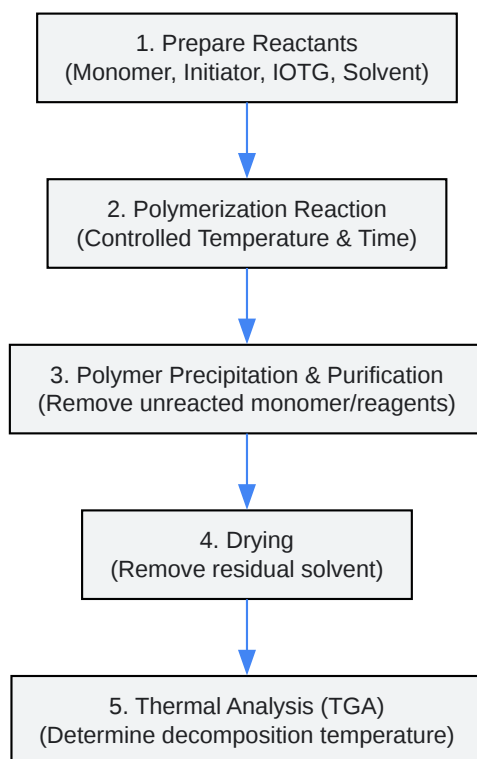 1. Prepare Reactants
(Monomer, Initiator, IOTG, Solvent)
2. Polymerization Reaction
(Controlled Temperature & Time)
3. Polymer Precipitation & Purification
(Remove unreacted monomer/reagents)
4. Drying
(Remove residual solvent)
5. Thermal Analysis (TGA)
(Determine decomposition temperature)